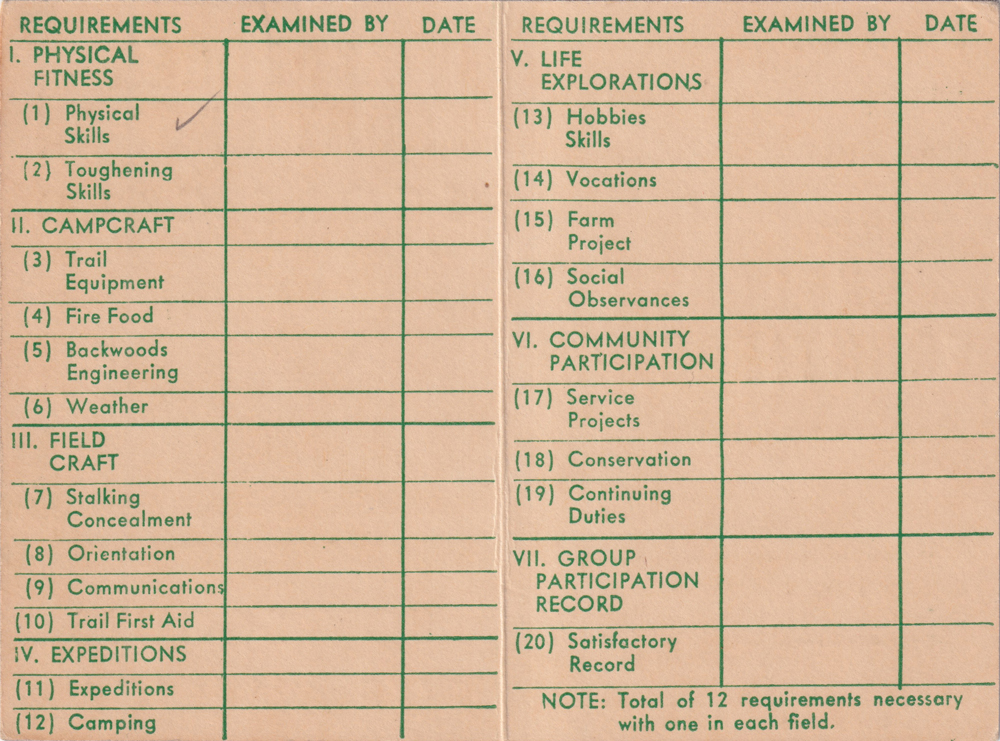 REQUIREMENTS EXAMINED BY DATE
I. PHYSICAL
FITNESS
(1) Physical
Skills
(2) Toughening
Skills
II. CAMPCRAFT
(3) Trail
Equipment
(4) Fire Food
(5) Backwoods
Engineering
(6) Weather
III. FIELD
CRAFT
(7) Stalking
Concealment
(8) Orientation
(9) Communications
(10) Trail First Aid
IV. EXPEDITIONS
(11) Expeditions
(12) Camping
REQUIREMENTS EXAMINED BY DATE
V. LIFE
EXPLORATIONS
(13) Hobbies
Skills
(14) Vocations
(15) Farm
Project
(16) Social
Observances
VI. COMMUNITY
PARTICIPATION
(17) Service
Projects
(18) Conservation
(19) Continuing
Duties
VII. GROUP
PARTICIPATION
RECORD
(20) Satisfactory
Record
NOTE: Total of 12 requirements necessary
with one in each field.